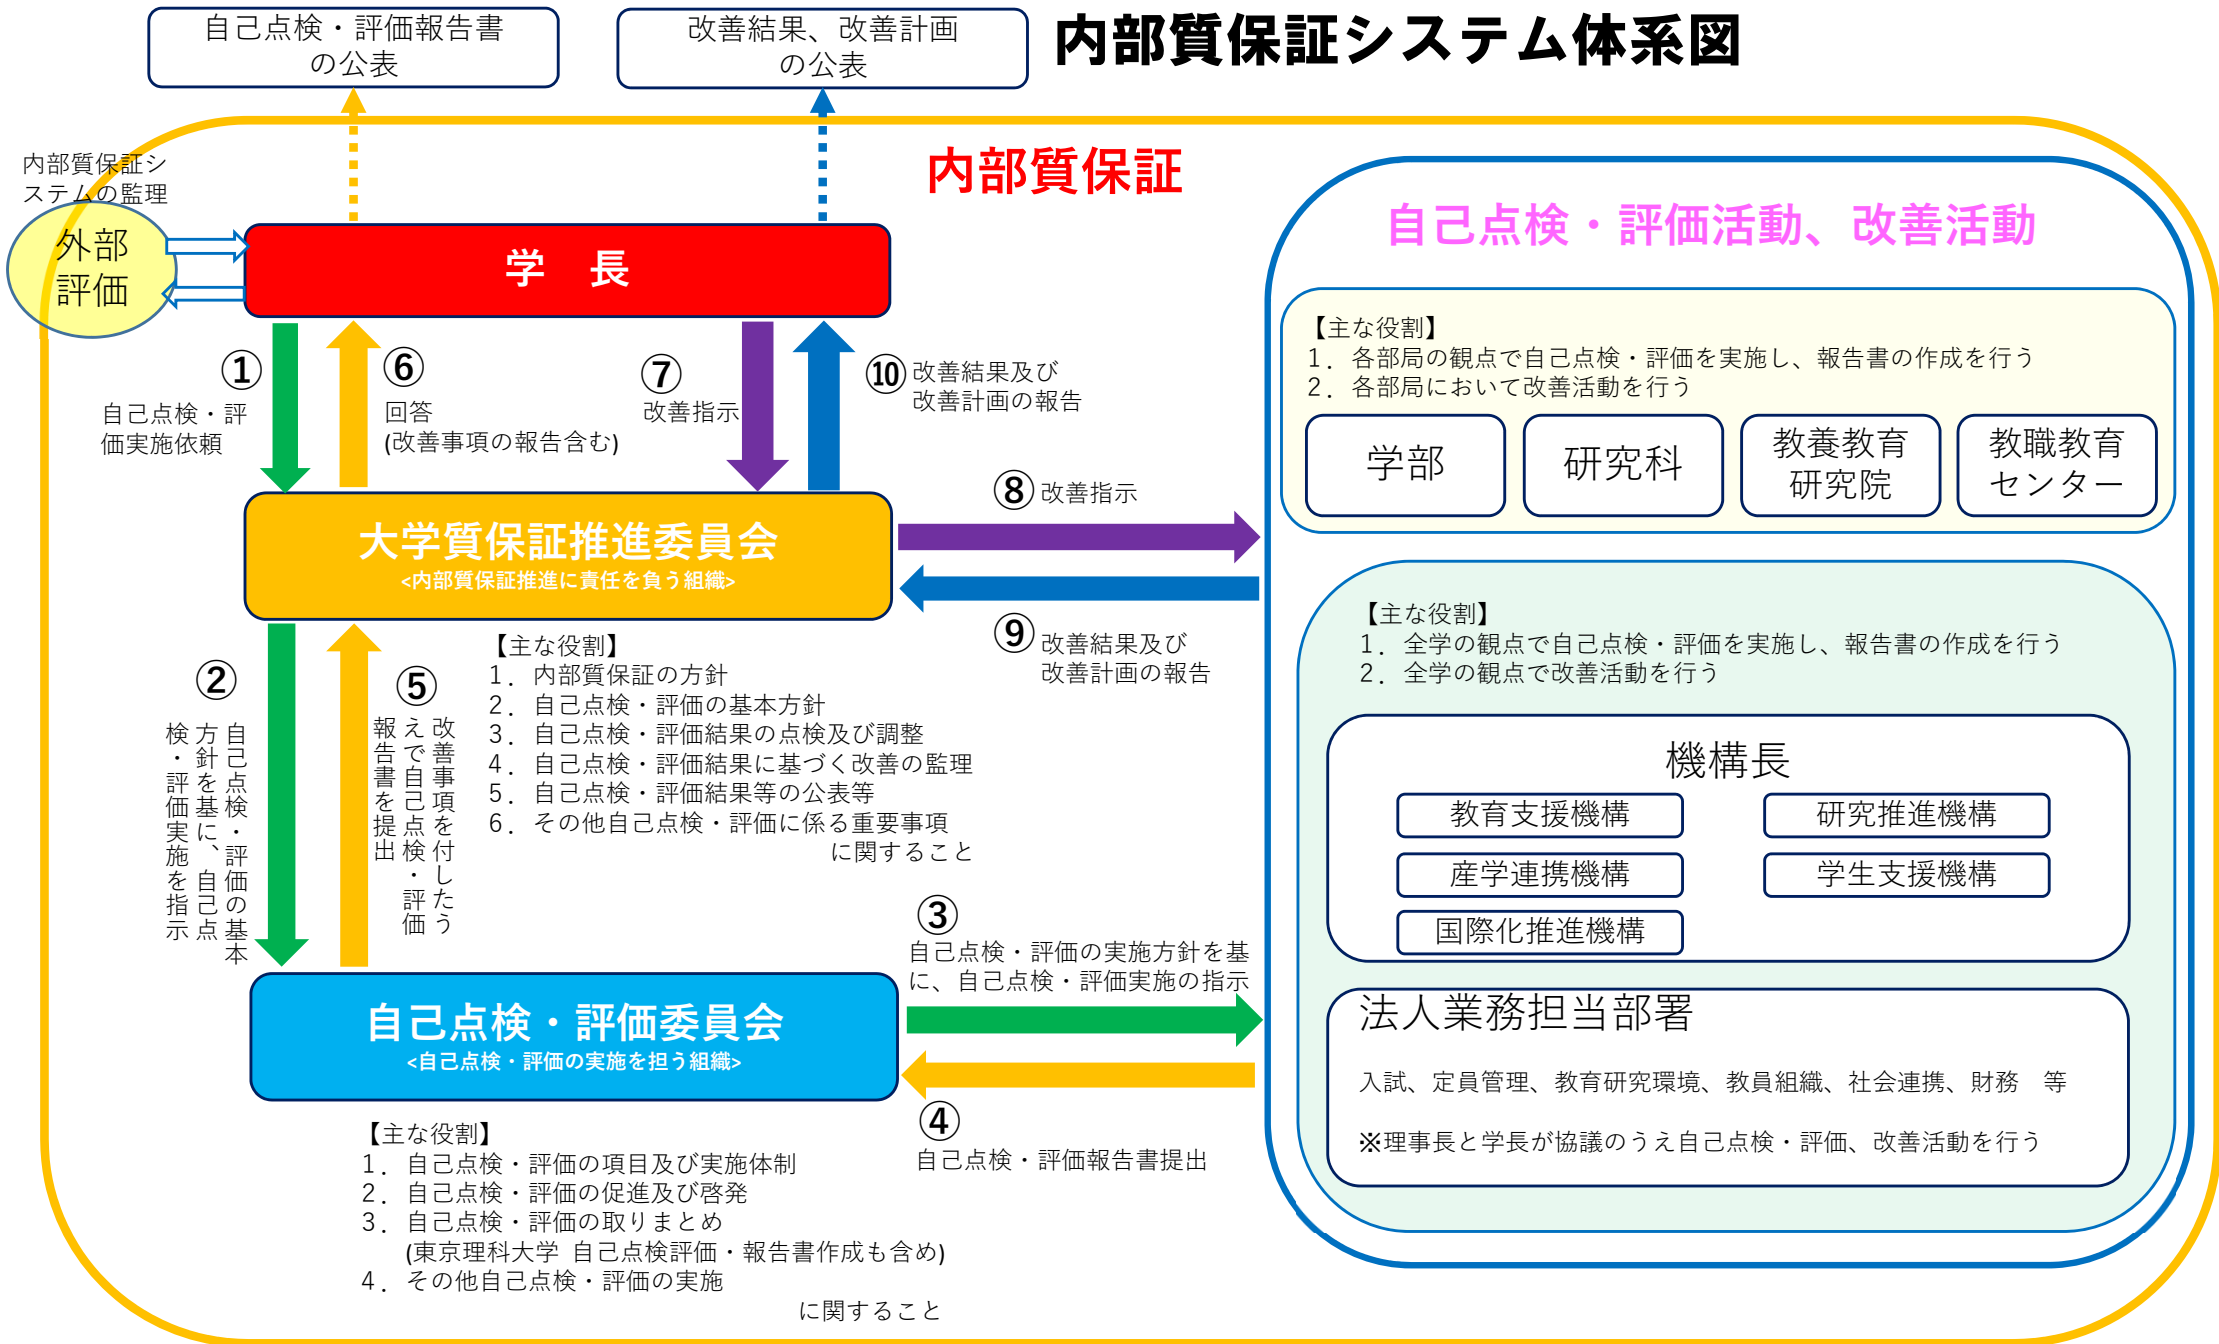 内部質保証システム体系図
自己点検・評価報告書
の公表
改善結果、改善計画
の公表
内部質保証
内部質保証シ
ステムの監理
外部
評価
学　長
①
自己点検・評
価実施依頼
⑥
回答
(改善事項の報告含む)
⑦
改善指示
⑩
改善結果及び
改善計画の報告
大学質保証推進委員会
<内部質保証推進に責任を負う組織>
⑧
改善指示
⑨
改善結果及び
改善計画の報告
②
自己点検・評価の基本
方針を基に、自己点
検・評価実施を指示
⑤
改善事項を付したう
えで自己点検・評価
報告書を提出
【主な役割】
1．内部質保証の方針
2．自己点検・評価の基本方針
3．自己点検・評価結果の点検及び調整
4．自己点検・評価結果に基づく改善の監理
5．自己点検・評価結果等の公表等
6．その他自己点検・評価に係る重要事項
に関すること
③
自己点検・評価の実施方針を基
に、自己点検・評価実施の指示
自己点検・評価委員会
<自己点検・評価の実施を担う組織>
④
自己点検・評価報告書提出
【主な役割】
1．自己点検・評価の項目及び実施体制
2．自己点検・評価の促進及び啓発
3．自己点検・評価の取りまとめ
(東京理科大学 自己点検評価・報告書作成も含め)
4．その他自己点検・評価の実施
に関すること
自己点検・評価活動、改善活動
【主な役割】
1．各部局の観点で自己点検・評価を実施し、報告書の作成を行う
2．各部局において改善活動を行う
学部
研究科
教養教育
研究院
教職教育
センター
【主な役割】
1．全学の観点で自己点検・評価を実施し、報告書の作成を行う
2．全学の観点で改善活動を行う
機構長
教育支援機構
研究推進機構
産学連携機構
学生支援機構
国際化推進機構
法人業務担当部署
入試、定員管理、教育研究環境、教員組織、社会連携、財務　等
※理事長と学長が協議のうえ自己点検・評価、改善活動を行う